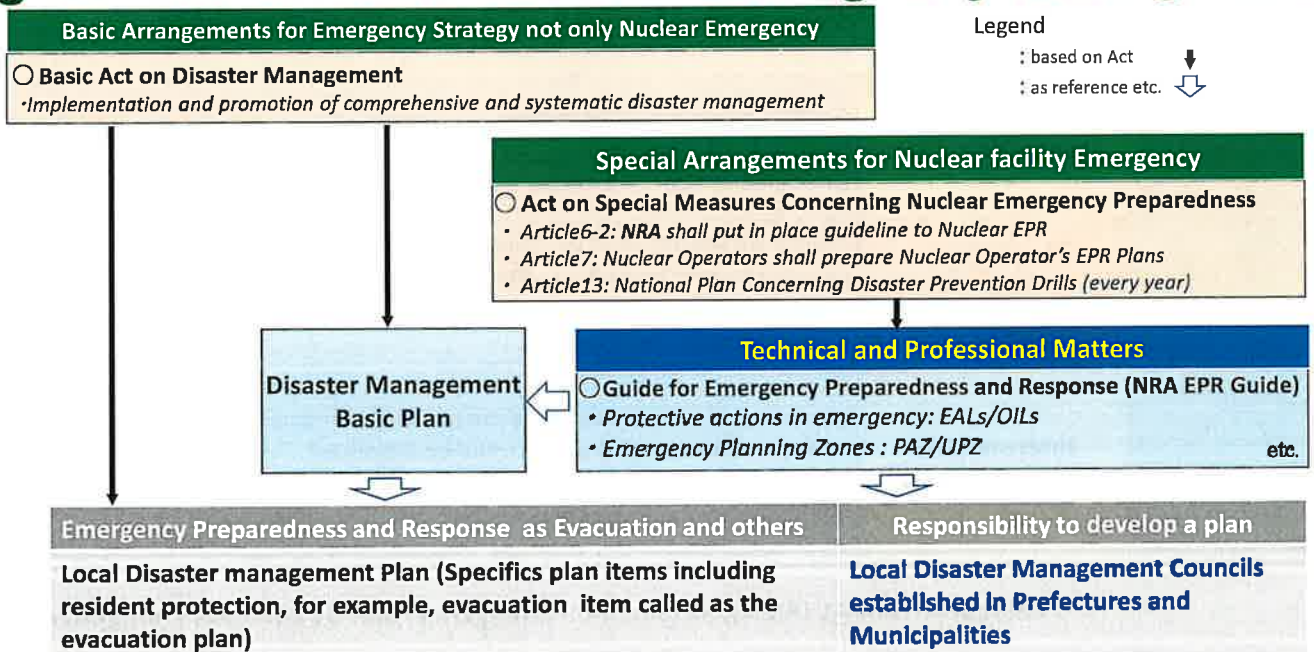 Basic Arrangements for Emergency Strategy not only Nuclear Emergency
○ Basic Act on Disaster Management
・Implementation and promotion of comprehensive and systematic disaster management
Legend
: based on Act
: as reference etc.
Special Arrangements for Nuclear facility Emergency
○ Act on Special Measures Concerning Nuclear Emergency Preparedness
・ Article6-2: NRA shall put in place guideline to Nuclear EPR
・ Article7: Nuclear Operators shall prepare Nuclear Operator's EPR Plans
・ Article13: National Plan Concerning Disaster Prevention Drills (every year)
Disaster Management
Basic Plan
Technical and Professional Matters
○Guide for Emergency Preparedness and Response (NRA EPR Guide)
・ Protective actions in emergency: EALs/OILs
・ Emergency Planning Zones : PAZ/UPZ
etc.
Emergency Preparedness and Response as Evacuation and others
Local Disaster management Plan (Specifics plan items including
resident protection, for example, evacuation item called as the
evacuation plan)
Responsibility to develop a plan
Local Disaster Management Councils
established in Prefectures and
Municipalities